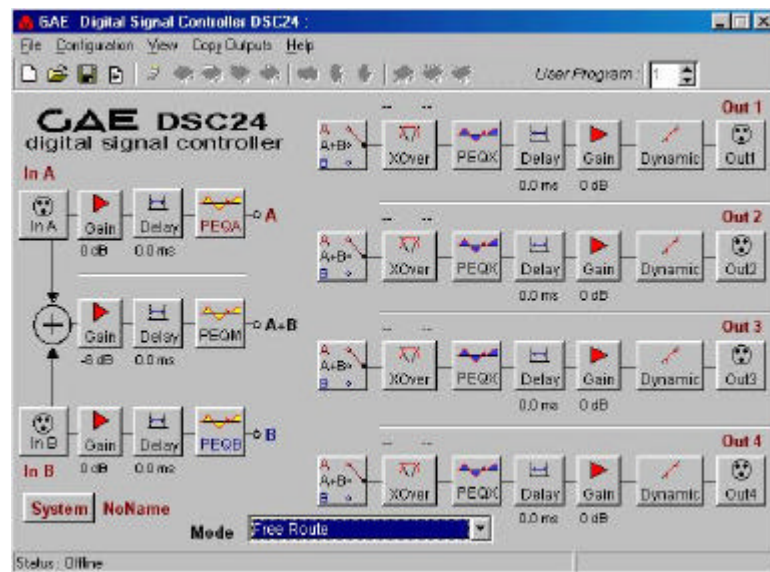 GAE Digital Signal Controller DSC24 :
File Configuration View Copy Outputs Help
User Program : 1
GAE DSC24
digital signal controller
In A
In A Gain Delay PEQA A
0 dB 0.0 ms
Gain Delay PEQM A+B
-6 dB 0.0 ms
In B Gain Delay PEQB B
In B 0 dB 0.0 ms
System NoName
Mode Free Route
-- -- Out 1
A A+B B XOver PEQX Delay Gain Dynamic Out1
0.0 ms 0 dB
-- -- Out 2
A A+B B XOver PEQX Delay Gain Dynamic Out2
0.0 ms 0 dB
-- -- Out 3
A A+B B XOver PEQX Delay Gain Dynamic Out3
0.0 ms 0 dB
-- -- Out 4
A A+B B XOver PEQX Delay Gain Dynamic Out4
0.0 ms 0 dB
Status : Offline